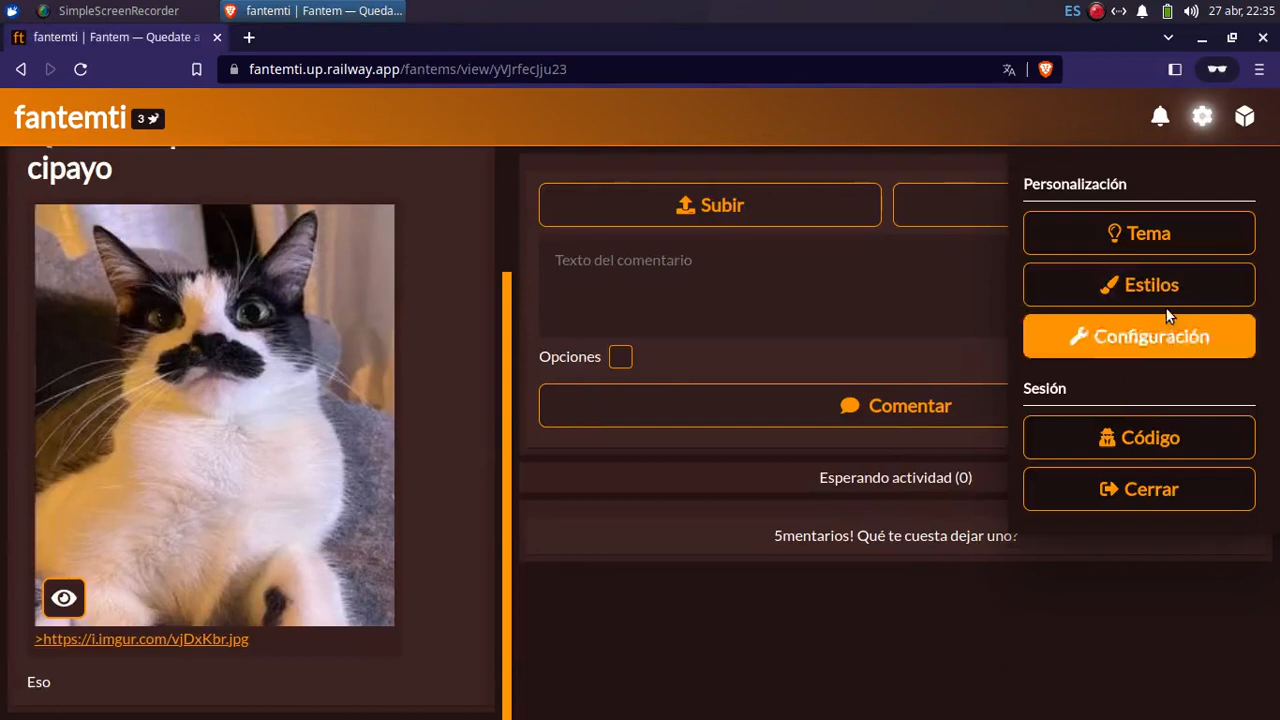 SimpleScreenRecorder
fantemti | Fantem — Queda...
ES
27 abr, 22:35
ft
fantemti | Fantem — Quedate a
fantemti.up.railway.app/fantems/view/yVJrfecJju23
fantemti
3
cipayo
>https://i.imgur.com/vjDxKbr.jpg
Eso
Subir
Texto del comentario
Opciones
Comentar
Esperando actividad (0)
5mentarios! Qué te cuesta dejar uno?
Personalización
Tema
Estilos
Configuración
Sesión
Código
Cerrar